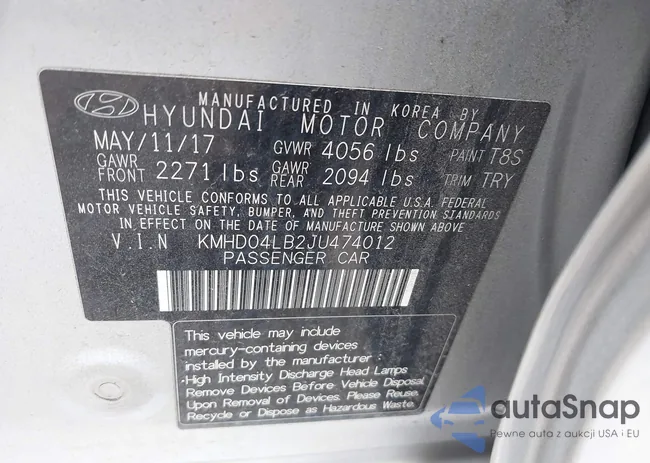 MANUFACTURED IN KOREA BY
HYUNDAI MOTOR COMPANY
MAY/11/17 GVWR 4056 lbs PAINT T8S
GAWR FRONT 2271 lbs GAWR REAR 2094 lbs TRIM TRY
THIS VEHICLE CONFORMS TO ALL APPLICABLE U.S.A. FEDERAL
MOTOR VEHICLE SAFETY, BUMPER, AND THEFT PREVENTION STANDARDS
IN EFFECT ON THE DATE OF MANUFACTURE SHOWN ABOVE
V.I.N KMHD04LB2JU474012
PASSENGER CAR
This vehicle may include
mercury-containing devices
installed by the manufacturer :
·High Intensity Discharge Head Lamps
Remove Devices Before Vehicle Disposal
Upon Removal of Devices. Please Reuse.
Recycle or Dispose as Hazardous Waste.
autaSnap
Pewne auta z aukcji USA i EU